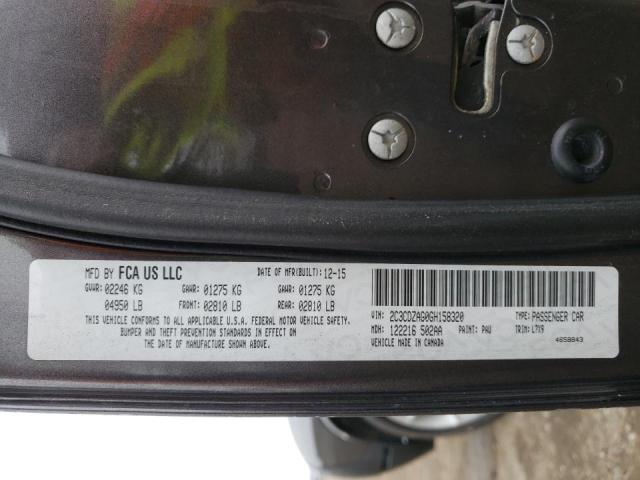 MFD BY FCA US LLC DATE OF MFR(BUILT): 12-15
GVWR: 02246 KG GAWR: 01275 KG GAWR: 01275 KG
04950 LB FRONT: 02810 LB REAR: 02810 LB
THIS VEHICLE CONFORMS TO ALL APPLICABLE U.S.A. FEDERAL MOTOR VEHICLE SAFETY,
BUMPER AND THEFT PREVENTION STANDARDS IN EFFECT ON
THE DATE OF MANUFACTURE SHOWN ABOVE.
VIN: 2C3CDZAG0GH158320 TYPE: PASSENGER CAR
MDH: 122216 502AA PAINT: PAU TRIM: L7X9
VEHICLE MADE IN CANADA 4658843